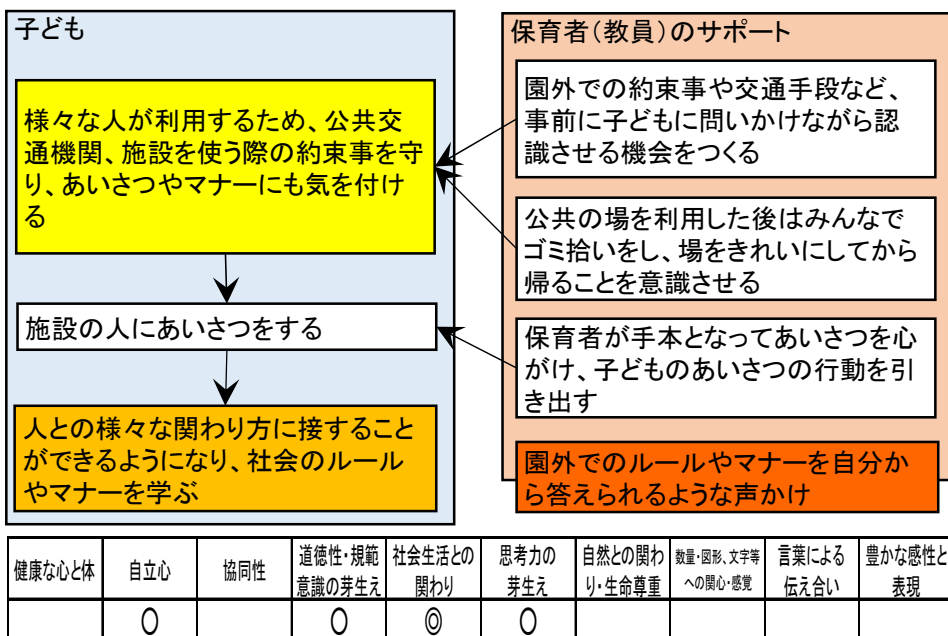 子ども
様々な人が利用するため、公共交
通機関、施設を使う際の約束事を守
り、あいさつやマナーにも気を付け
る
施設の人にあいさつをする
人との様々な関わり方に接すること
ができるようになり、社会のルール
やマナーを学ぶ
保育者(教員)のサポート
園外での約束事や交通手段など、
事前に子どもに問いかけながら認
識させる機会をつくる
公共の場を利用した後はみんなで
ゴミ拾いをし、場をきれいにしてから
帰ることを意識させる
保育者が手本となってあいさつを心
がけ、子どものあいさつの行動を引
き出す
園外でのルールやマナーを自分か
ら答えられるような声かけ
健康な心と体
自立心
協同性
道徳性・規範
意識の芽生え
社会生活との
関わり
思考力の
芽生え
自然との関わ
り・生命尊重
数量・図形、文字等
への関心・感覚
言葉による
伝え合い
豊かな感性と
表現
○ ○ ◎ ○